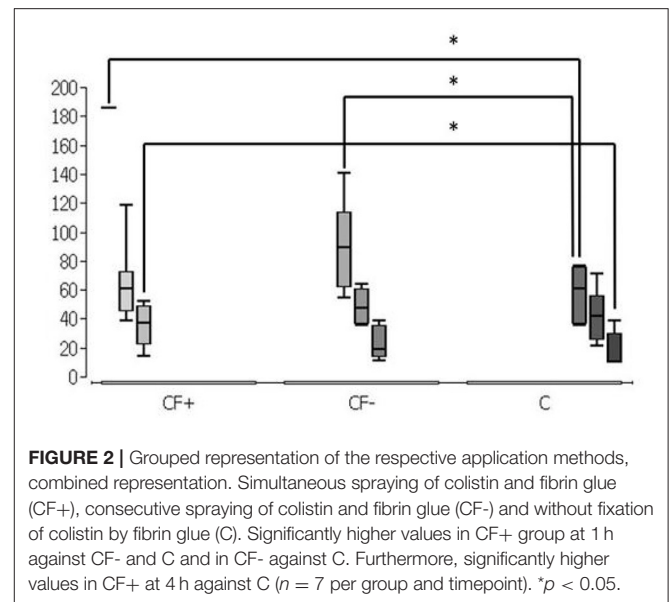 *
*
*
200
180
160
140
120
100
80
60
40
20
0
CF+ CF- C
FIGURE 2 | Grouped representation of the respective application methods,
combined representation. Simultaneous spraying of colistin and fibrin glue
(CF+), consecutive spraying of colistin and fibrin glue (CF-) and without fixation
of colistin by fibrin glue (C). Significantly higher values in CF+ group at 1 h
against CF- and C and in CF- against C. Furthermore, significantly higher
values in CF+ at 4 h against C (n = 7 per group and timepoint). *p < 0.05.